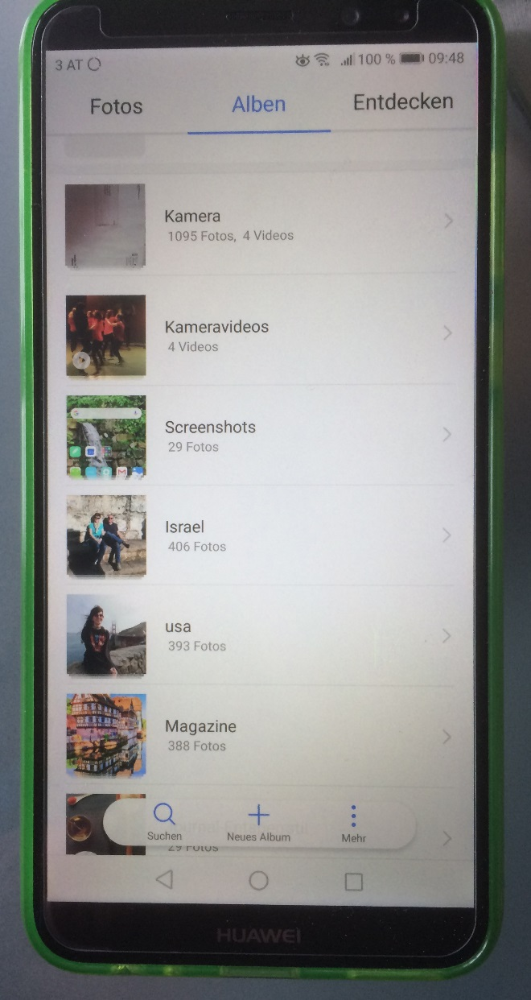 3 AT 100 % 09:48
Fotos Alben Entdecken
Kamera
1095 Fotos, 4 Videos
Kameravideos
4 Videos
Screenshots
29 Fotos
Israel
406 Fotos
usa
393 Fotos
Magazine
388 Fotos
29 Fotos
Suchen Neues Album Mehr
HUAWEI